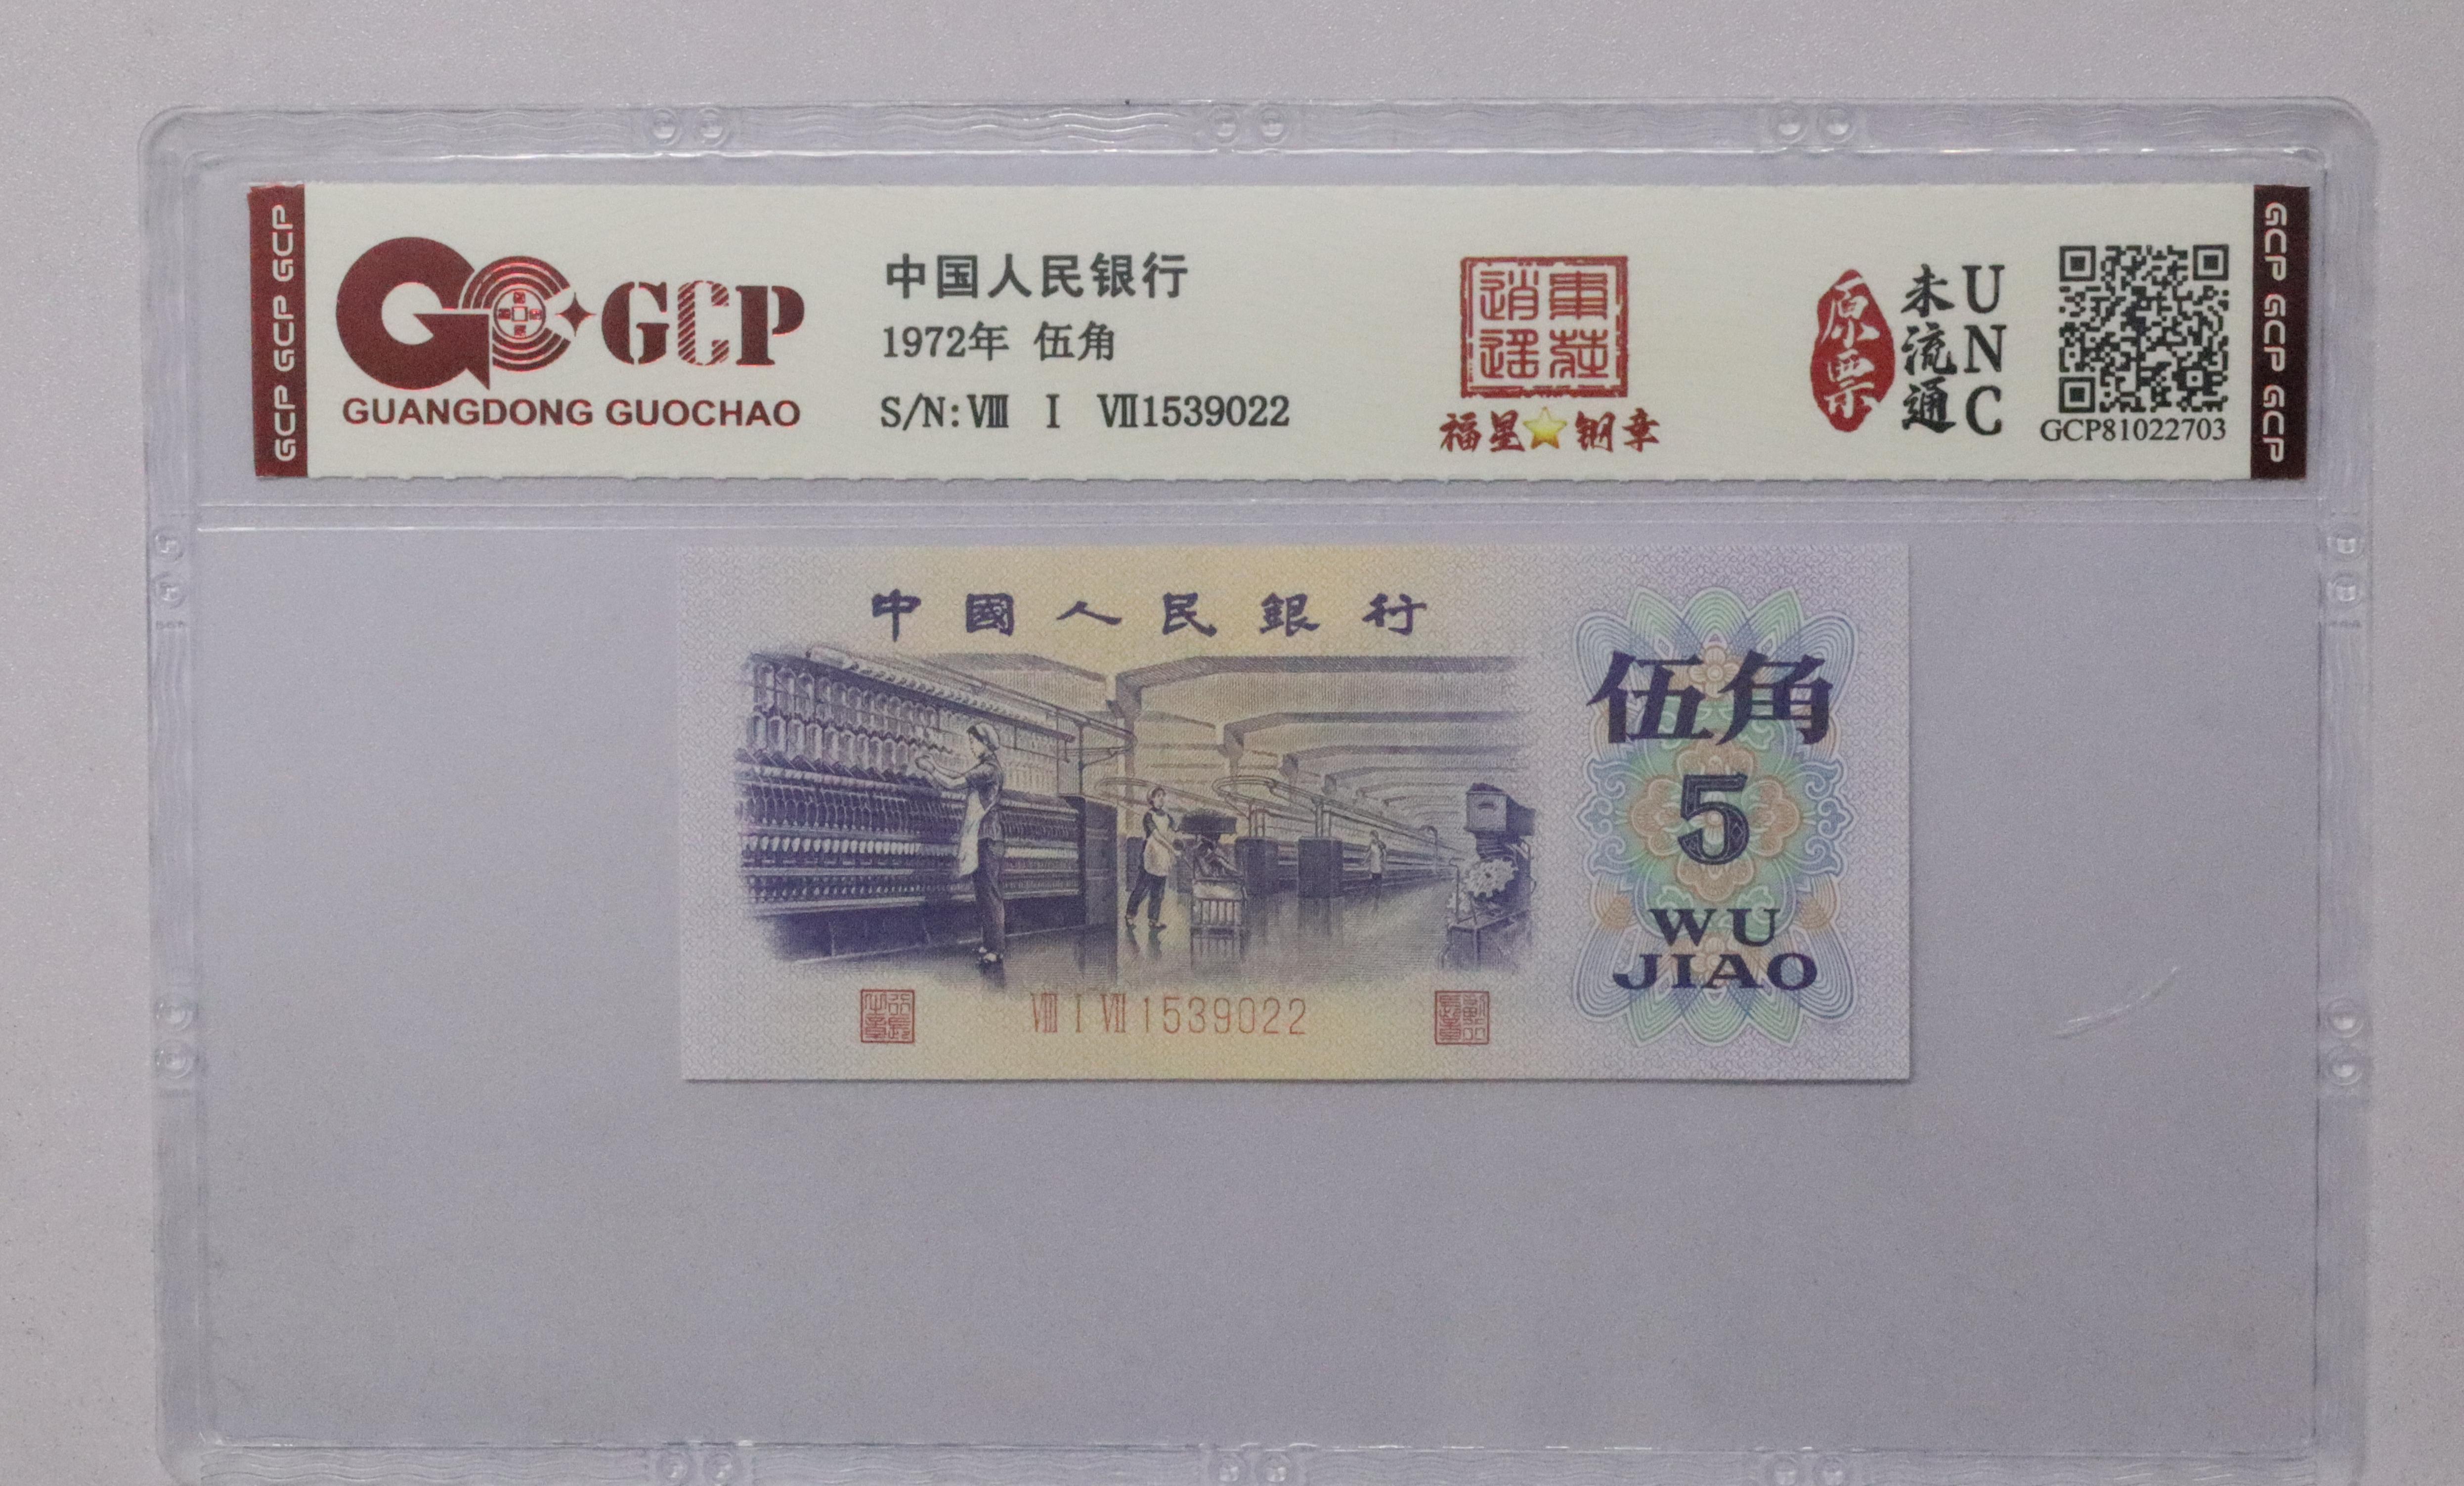 GCP GCP GCP
GCP
GUANGDONG GUOCHAO
中国人民银行
1972年 伍角
S/N: Ⅷ Ⅰ Ⅶ1539022
福星⭐钢章
原票
未流通
UNC
GCP81022703
GCP GCP GCP
中國人民銀行
伍角
5
WU
JIAO
Ⅷ Ⅰ Ⅶ 1539022